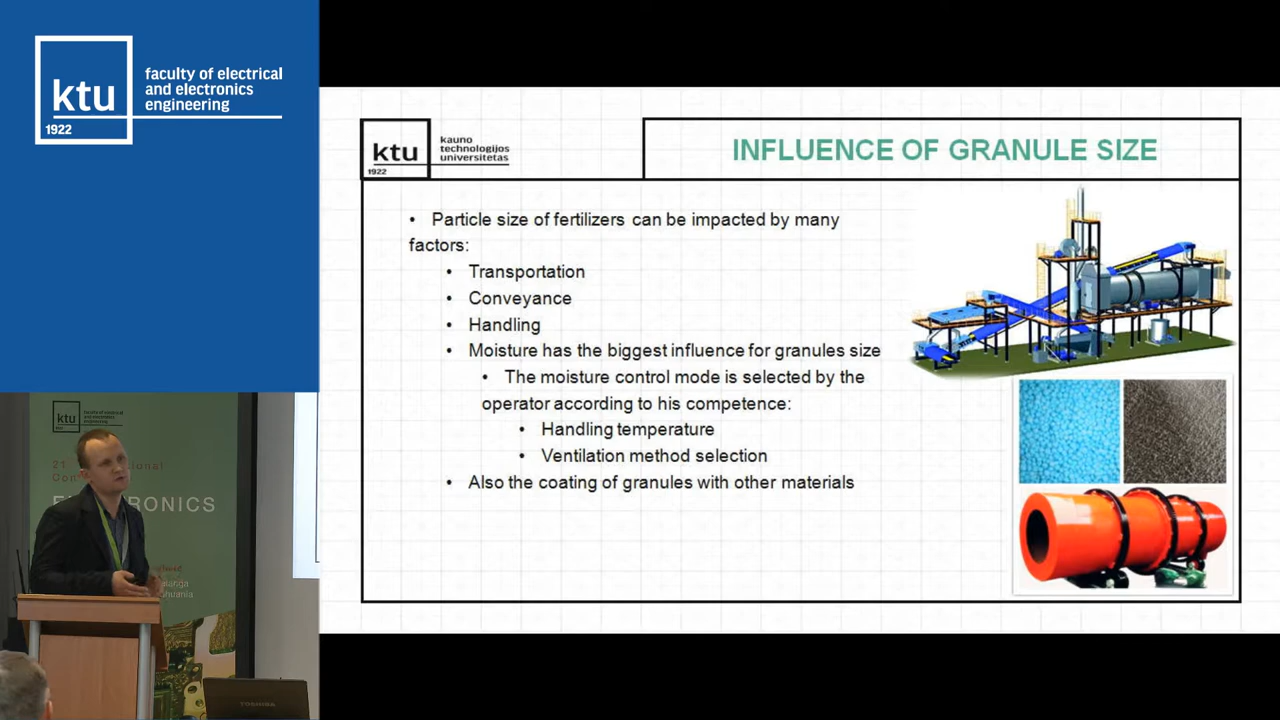 ktu
1922
faculty of electrical
and electronics
engineering
ktu
1922
kauno
technologijos
universitetas
INFLUENCE OF GRANULE SIZE
• Particle size of fertilizers can be impacted by many
factors:
• Transportation
• Conveyance
• Handling
• Moisture has the biggest influence for granules size
• The moisture control mode is selected by the
operator according to his competence:
• Handling temperature
• Ventilation method selection
• Also the coating of granules with other materials
ktu
21
TOSHIBA